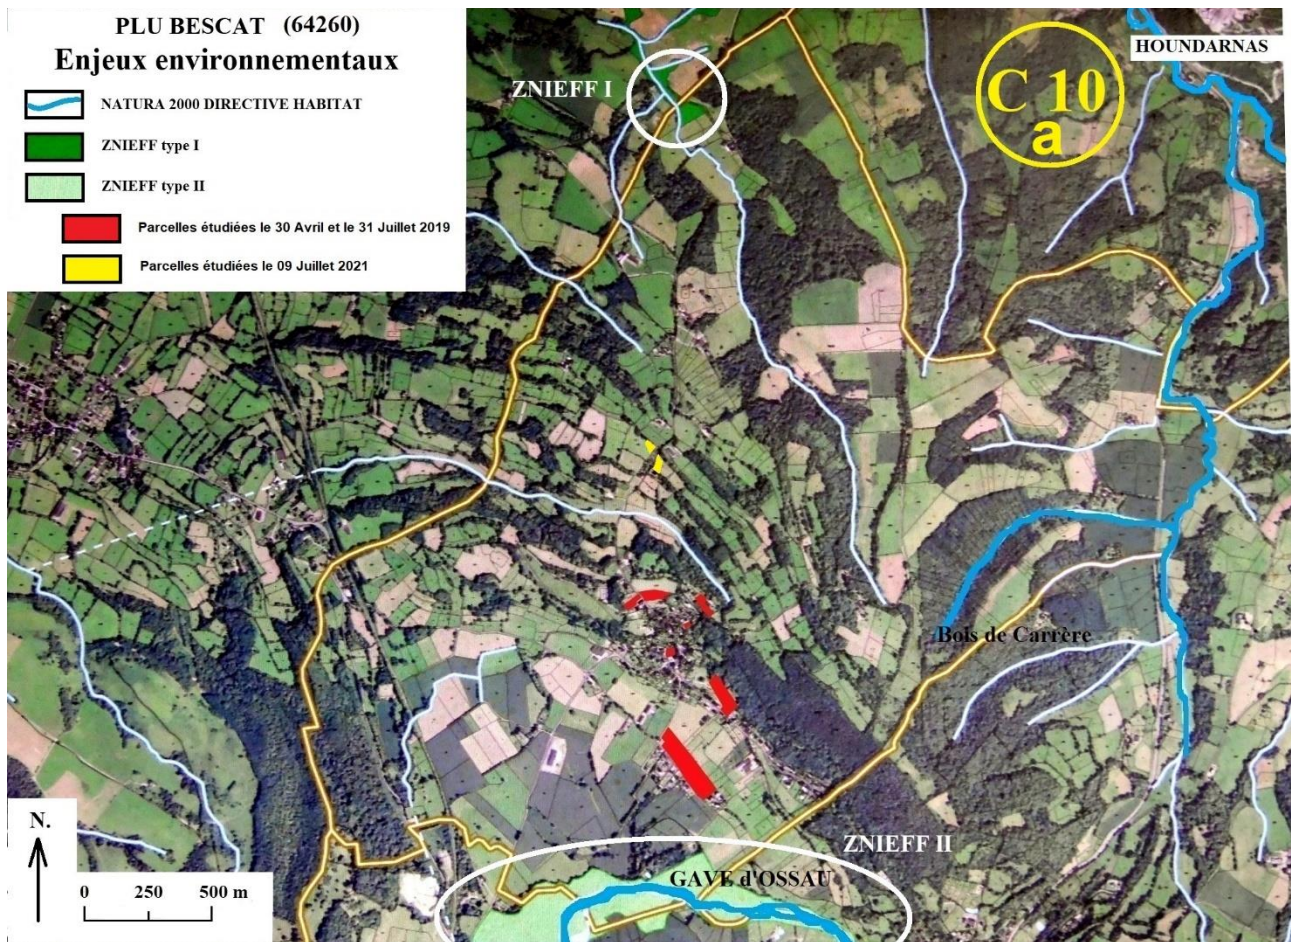 PLU BESCAT (64260)
Enjeux environnementaux
NATURA 2000 DIRECTIVE HABITAT
ZNIEFF type I
ZNIEFF type II
Parcelles étudiées le 30 Avril et le 31 Juillet 2019
Parcelles étudiées le 09 Juillet 2021
ZNIEFF I
C 10
a
HOUNDARNAS
Bois de Carrère
ZNIEFF II
GAVE d'OSSAU
N.
0 250 500 m